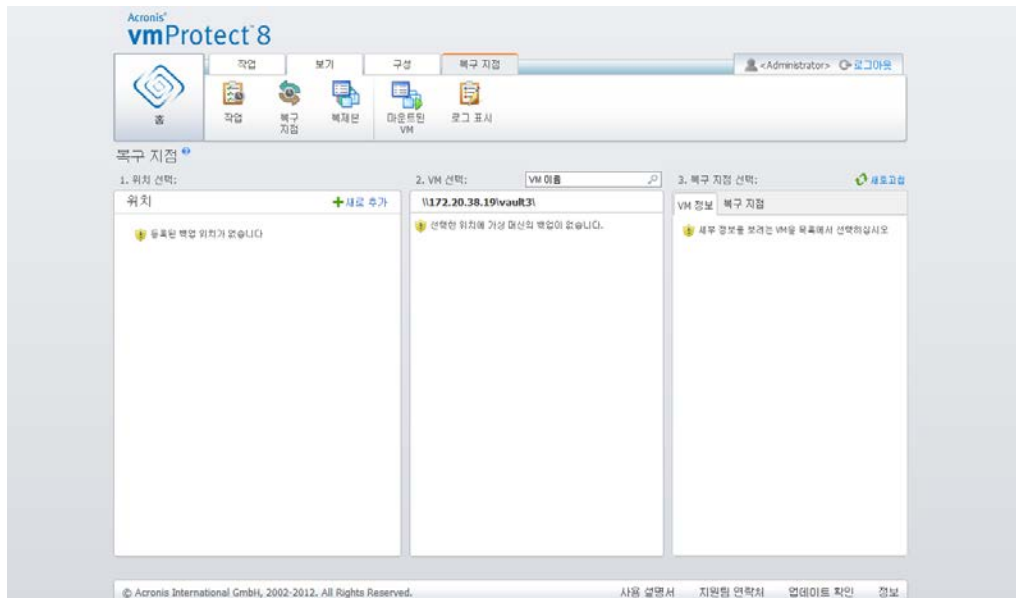 Acronis®
vmProtect™8
작업 보기 구성 복구 지점
<Administrator> 로그아웃
홈
작업 복구 지점 복제본 마운트된 VM 로그 표시
복구 지점
1. 위치 선택: 2. VM 선택: VM 이름 3. 복구 지점 선택: 새로고침
위치 새로 추가 \\172.20.38.19\vault3\ VM 정보 복구 지점
등록된 백업 위치가 없습니다 선택한 위치에 가상 머신의 백업이 없습니다. 세부 정보를 보려는 VM을 목록에서 선택하십시오
© Acronis International GmbH, 2002-2012. All Rights Reserved. 사용 설명서 지원팀 연락처 업데이트 확인 정보